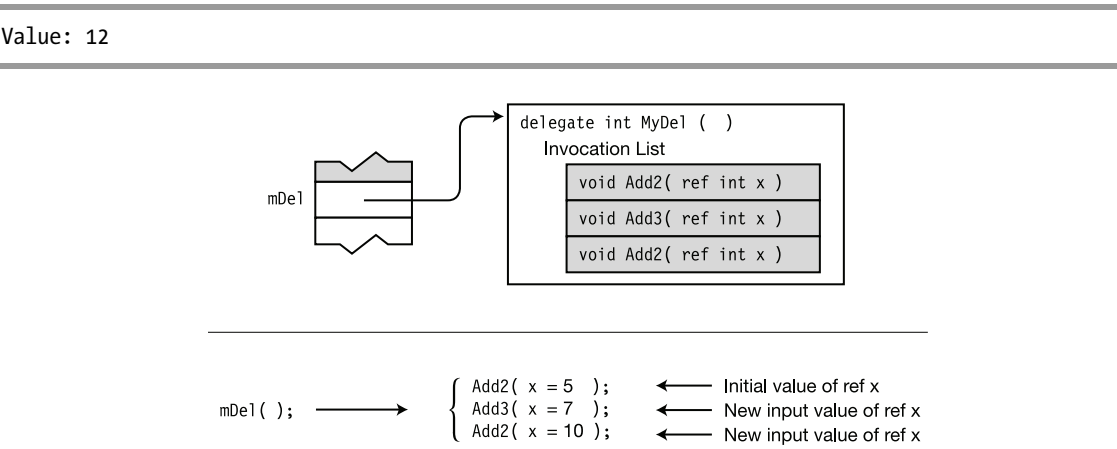 Value: 12
delegate int MyDel ( )
Invocation List
void Add2( ref int x )
mDel
void Add3( ref int x )
void Add2( ref int x )
Add2( x = 5 ); Initial value of ref x
mDel( ); Add3( x = 7 ); New input value of ref x
Add2( x = 10 ); New input value of ref x